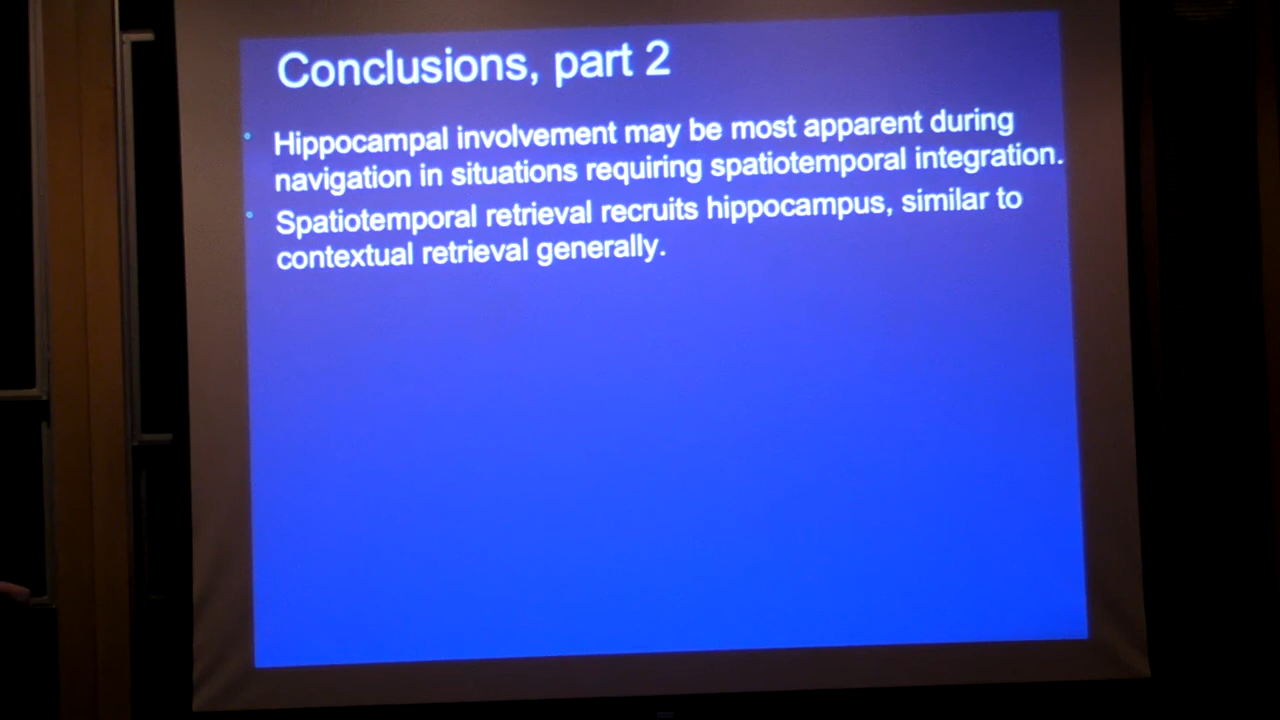 Conclusions, part 2
• Hippocampal involvement may be most apparent during
navigation in situations requiring spatiotemporal integration.
• Spatiotemporal retrieval recruits hippocampus, similar to
contextual retrieval generally.